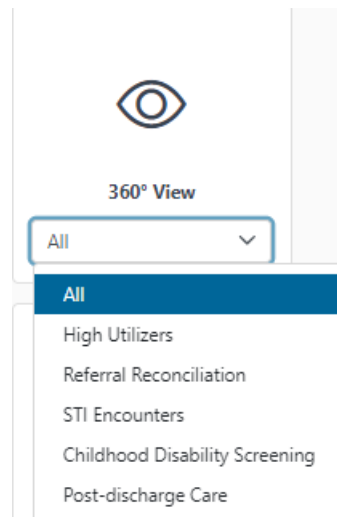 360° View
All
All
High Utilizers
Referral Reconciliation
STI Encounters
Childhood Disability Screening
Post-discharge Care